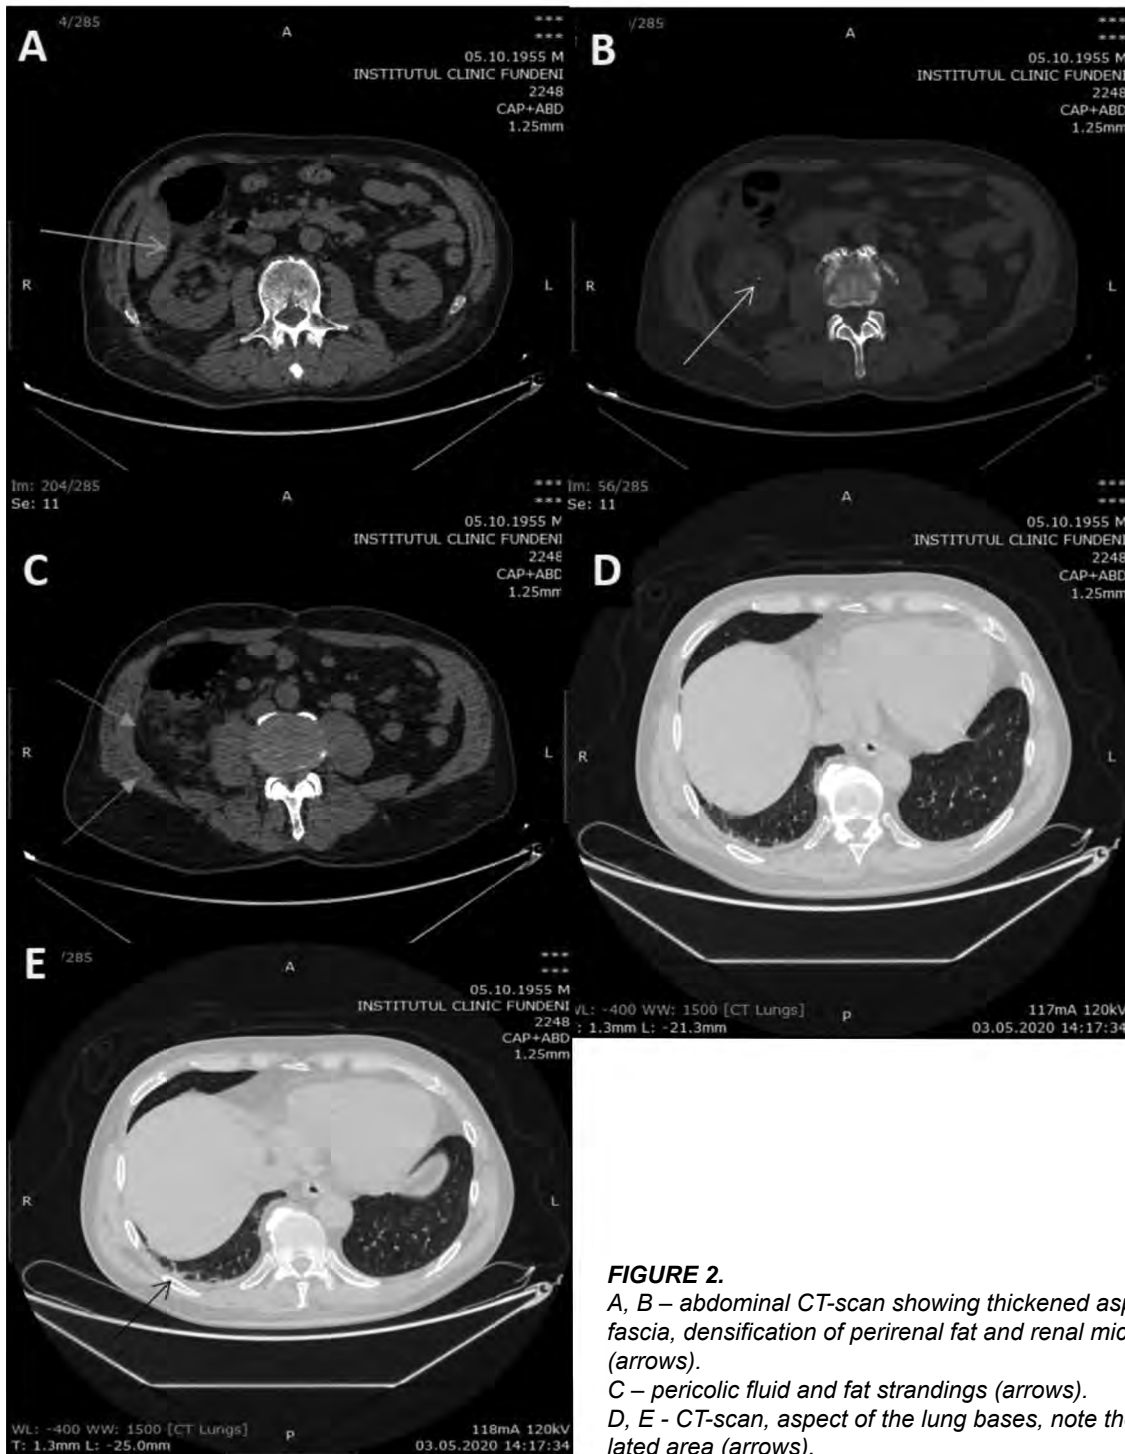 A
4/285
A
***
***
05.10.1955 M
INSTITUTUL CLINIC FUNDENI
2248
CAP+ABD
1.25mm
R
L
B
/285
A
***
***
05.10.1955 M
INSTITUTUL CLINIC FUNDENI
2248
CAP+ABD
1.25mm
R
L
Im: 204/285
Se: 11
A
***
***
05.10.1955 M
INSTITUTUL CLINIC FUNDENI
2248
CAP+ABD
1.25mm
C
R
L
Im: 56/285
Se: 11
A
***
***
05.10.1955 M
INSTITUTUL CLINIC FUNDENI
2248
CAP+ABD
1.25mm
D
R
L
WL: -400 WW: 1500 [CT Lungs]
P
117mA 120kV
: 1.3mm L: -21.3mm
03.05.2020 14:17:34
E
/285
A
***
***
05.10.1955 M
INSTITUTUL CLINIC FUNDENI
2248
CAP+ABD
1.25mm
R
L
WL: -400 WW: 1500 [CT Lungs]
P
118mA 120kV
T: 1.3mm L: -25.0mm
03.05.2020 14:17:34
FIGURE 2.
A, B – abdominal CT-scan showing thickened asp
fascia, densification of perirenal fat and renal mic
(arrows).
C – pericolic fluid and fat strandings (arrows).
D, E - CT-scan, aspect of the lung bases, note the
lated area (arrows).